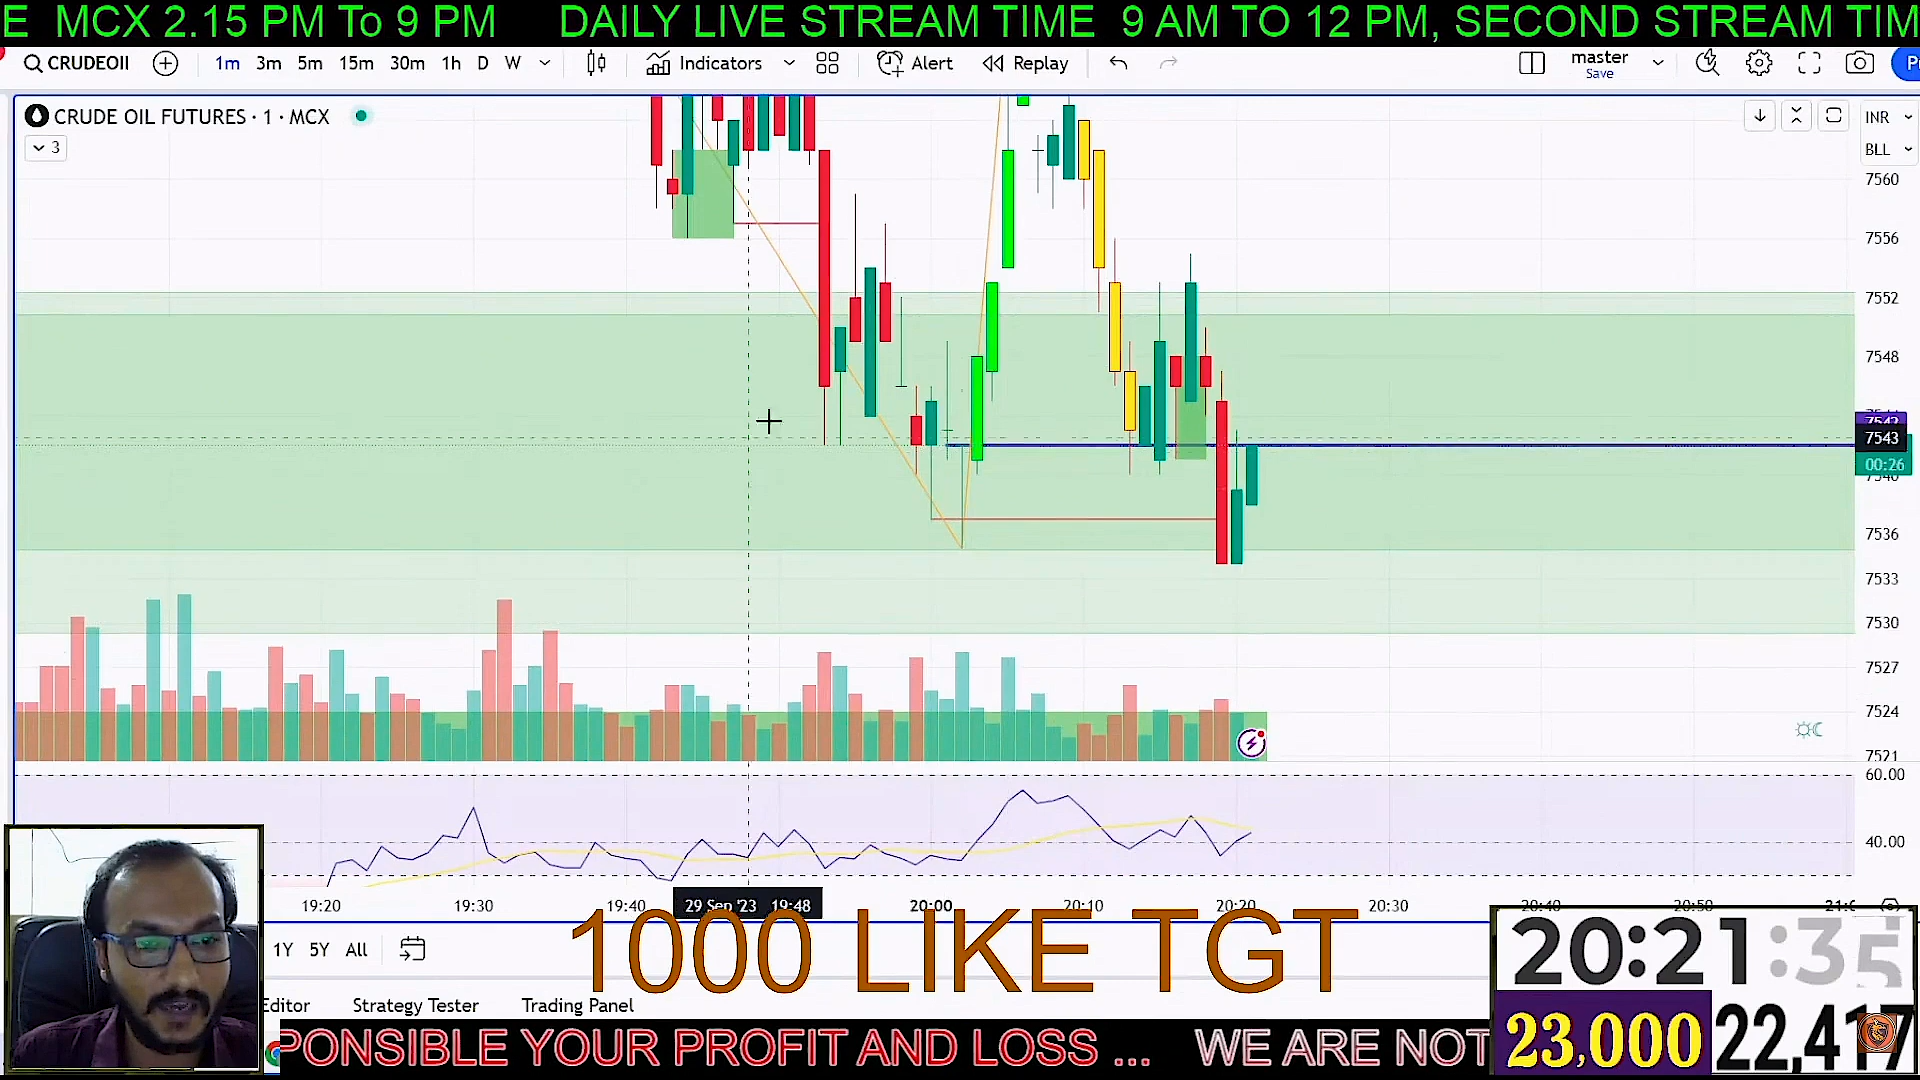 E MCX 2.15 PM To 9 PM DAILY LIVE STREAM TIME 9 AM TO 12 PM, SECOND STREAM TIM
CRUDEOII 1m 3m 5m 15m 30m 1h D W Indicators Alert Replay master
Save
CRUDE OIL FUTURES · 1 · MCX
3
INR
BLL
7560
7556
7552
7548
7542
7543
00:26
7540
7536
7533
7530
7527
7524
7521
60.00
40.00
19:20 19:30 19:40 29 Sep '23 19:48 20:00 20:10 20:20 20:30 20:40 20:50
1000 LIKE TGT
1Y 5Y All
Editor Strategy Tester Trading Panel
20:21:35
23,000 22,417
PONSIBLE YOUR PROFIT AND LOSS ... WE ARE NOT